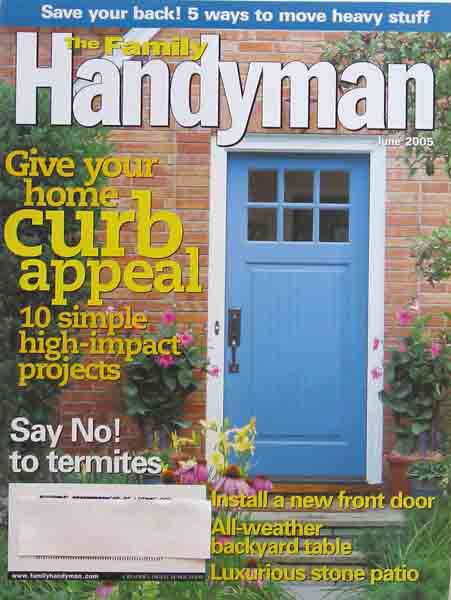 Save your back! 5 ways to move heavy stuff
The Family
Handyman
June 2005
Give your
home
curb
appeal
10 simple
high-impact
projects
Say No!
to termites
Install a new front door
All-weather
backyard table
Luxurious stone patio
www.familyhandyman.com